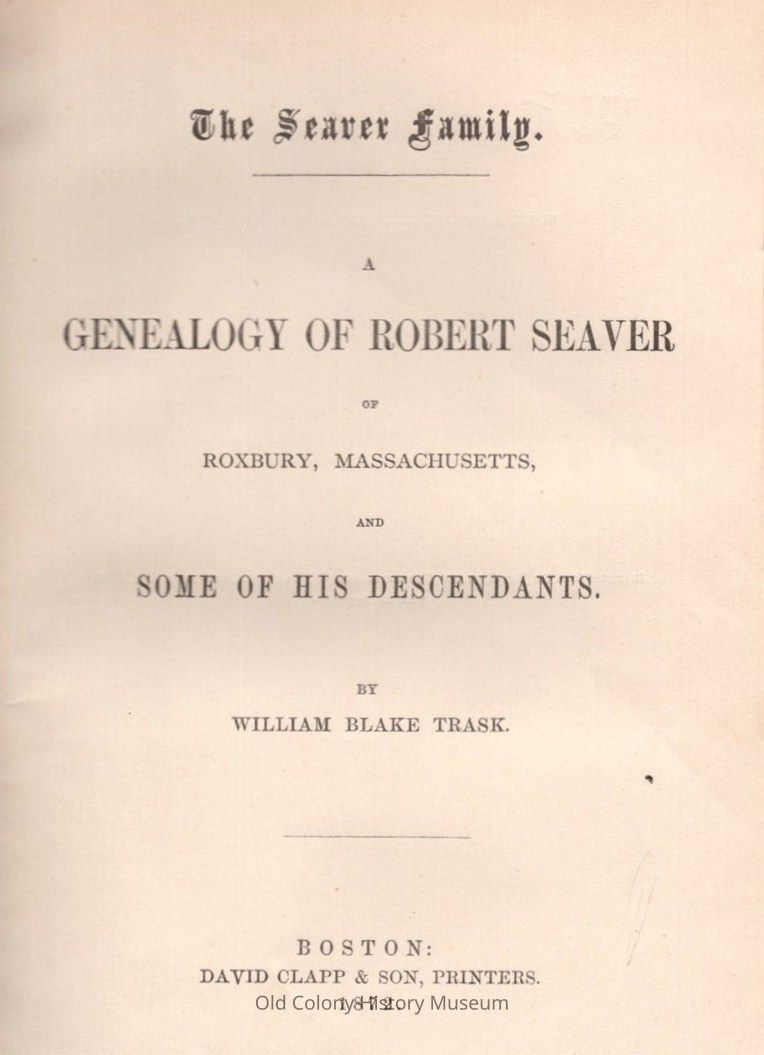 The Seaver Family.
A
GENEALOGY OF ROBERT SEAVER
OF
ROXBURY, MASSACHUSETTS,
AND
SOME OF HIS DESCENDANTS.
BY
WILLIAM BLAKE TRASK.
BOSTON:
DAVID CLAPP & SON, PRINTERS.
1872.
Old Colony History Museum